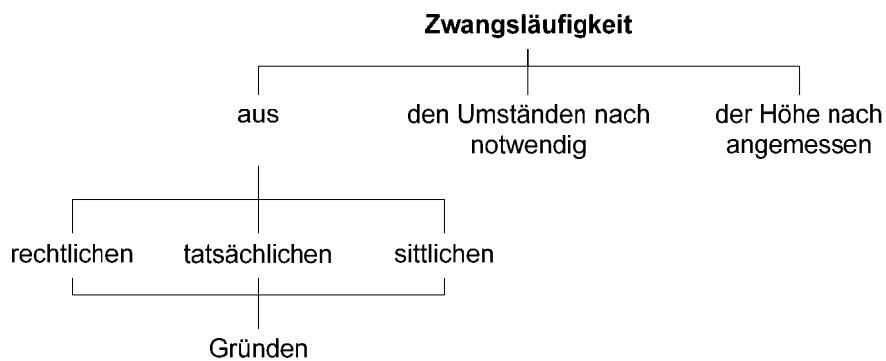 Zwangsläufigkeit
aus
den Umständen nach
notwendig
der Höhe nach
angemessen
rechtlichen
tatsächlichen
sittlichen
Gründen